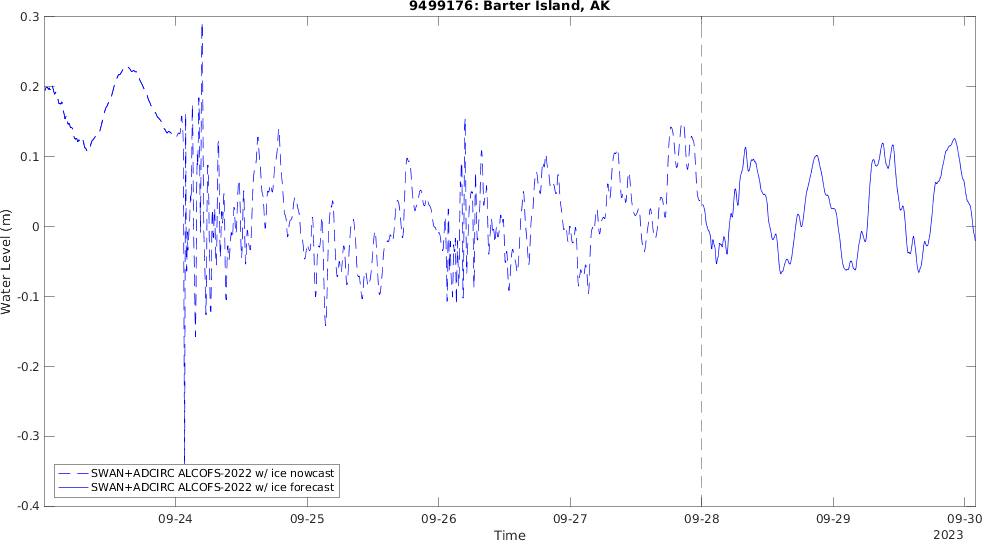 9499176: Barter Island, AK
0.3
0.2
0.1
0
-0.1
-0.2
-0.3
-0.4
Water Level (m)
SWAN+ADCIRC ALCOFS-2022 w/ ice nowcast
SWAN+ADCIRC ALCOFS-2022 w/ ice forecast
09-24 09-25 09-26 09-27 09-28 09-29 09-30
Time
2023